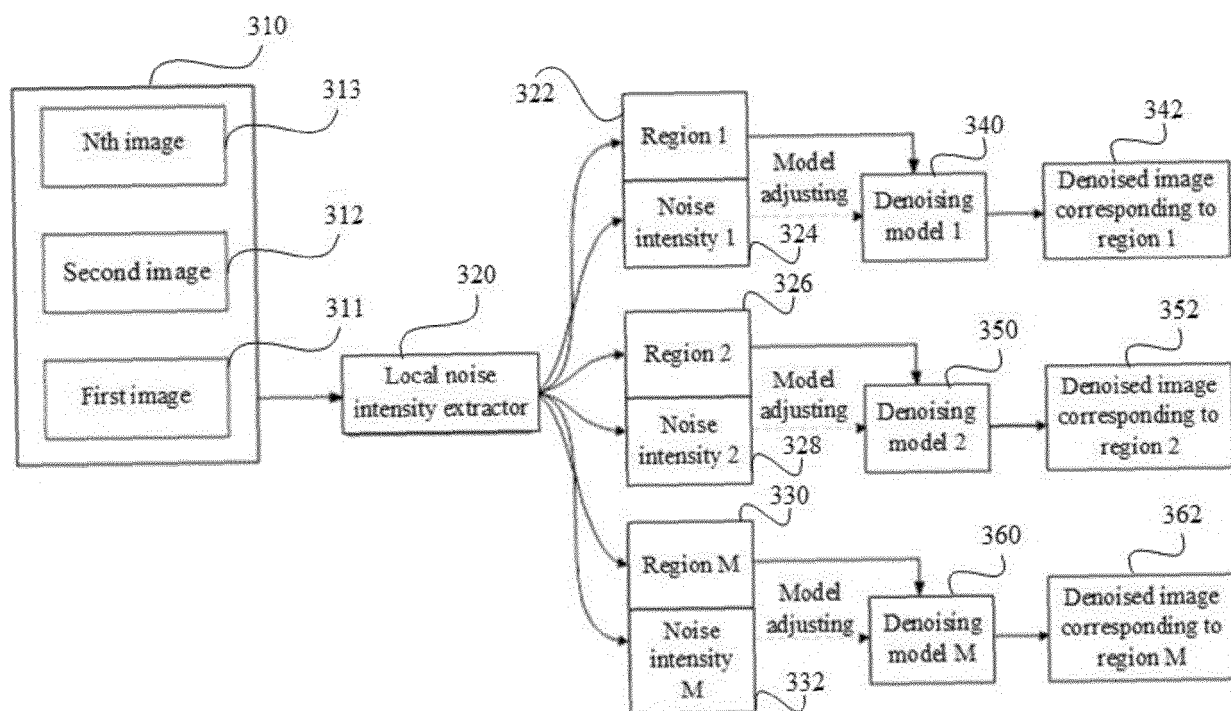 310
313
Nth image
312
Second image
311
First image
320
Local noise
intensity extractor
322
Region 1
Noise
intensity 1
324
Model
adjusting
340
Denoising
model 1
342
Denoised image
corresponding to
region 1
326
Region 2
Noise
intensity 2
328
Model
adjusting
350
Denoising
model 2
352
Denoised image
corresponding to
region 2
330
Region M
Noise
intensity
M
332
Model
adjusting
360
Denoising
model M
362
Denoised image
corresponding to
region M